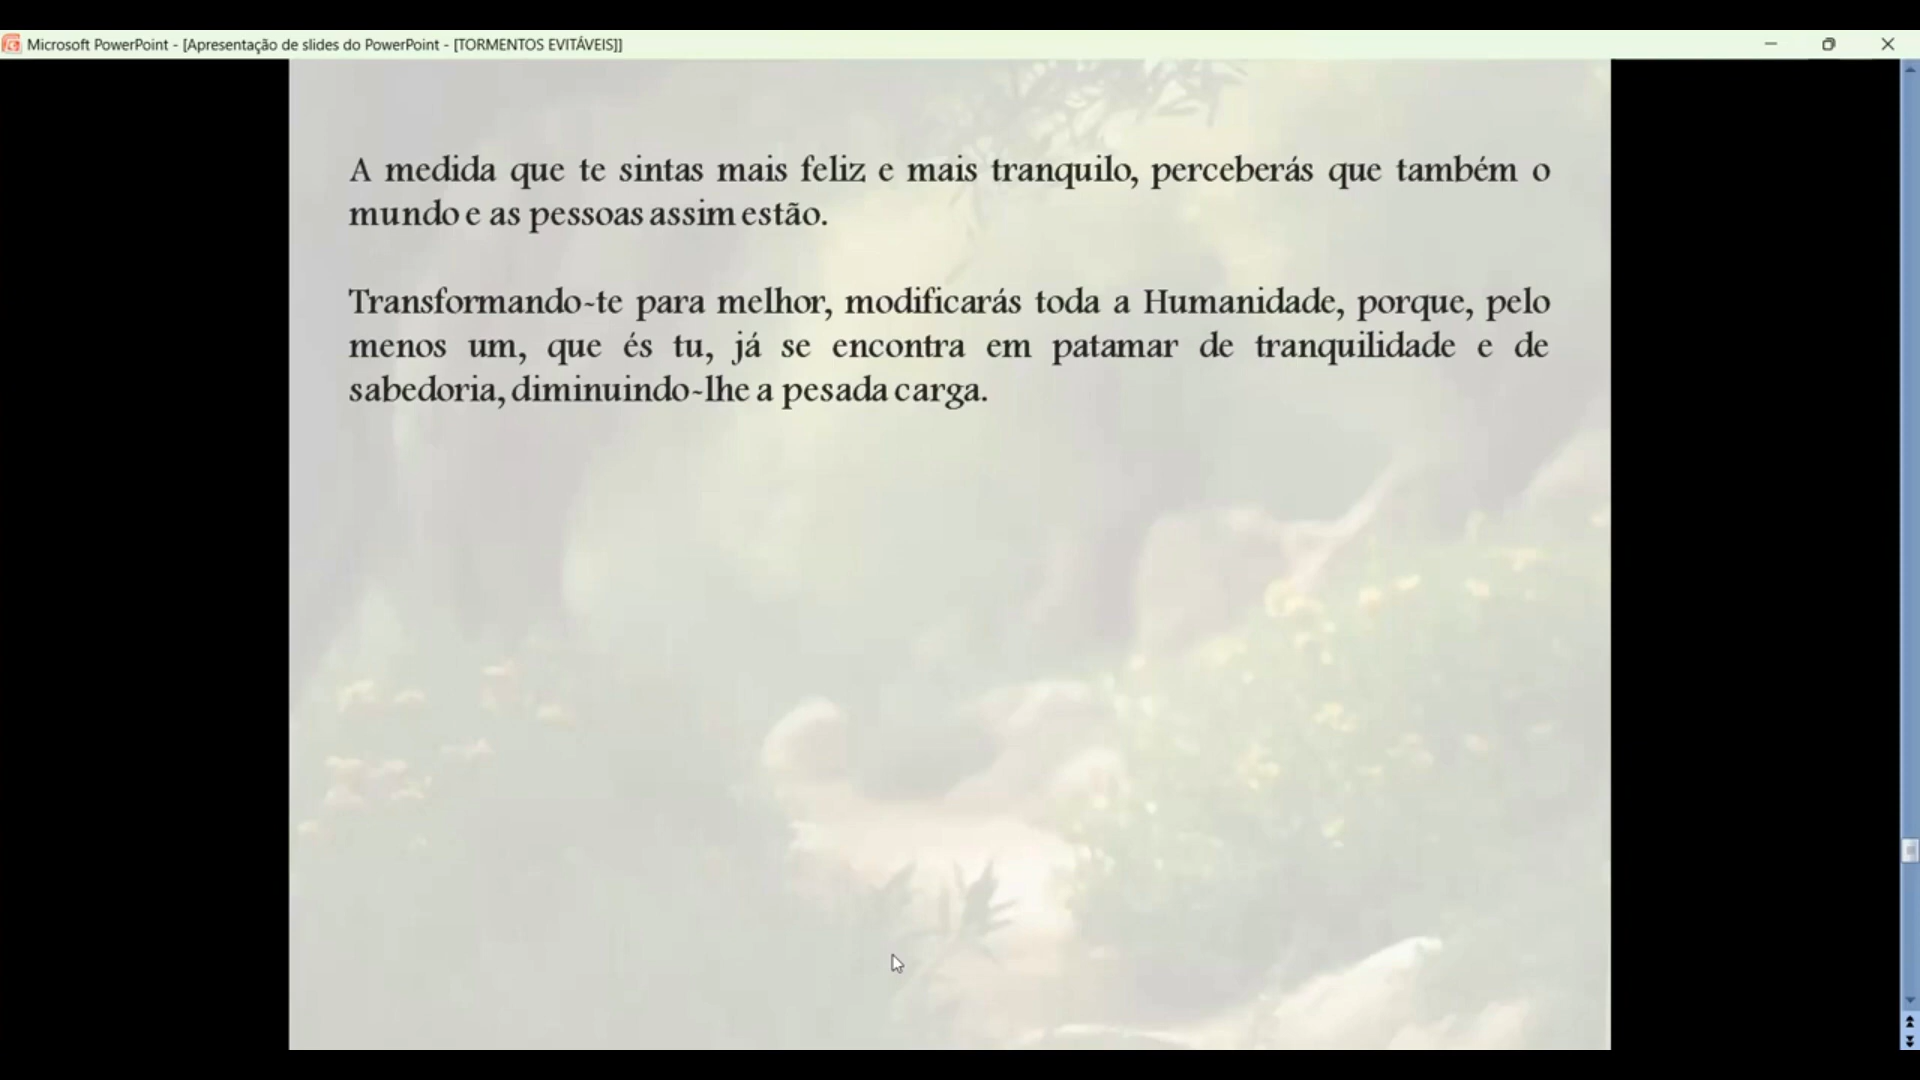 Microsoft PowerPoint - [Apresentação de slides do PowerPoint - [TORMENTOS EVITÁVEIS]]
A medida que te sintas mais feliz e mais tranquilo, perceberás que também o
mundo e as pessoas assim estão.
Transformando-te para melhor, modificarás toda a Humanidade, porque, pelo
menos um, que és tu, já se encontra em patamar de tranquilidade e de
sabedoria, diminuindo-lhe a pesada carga.